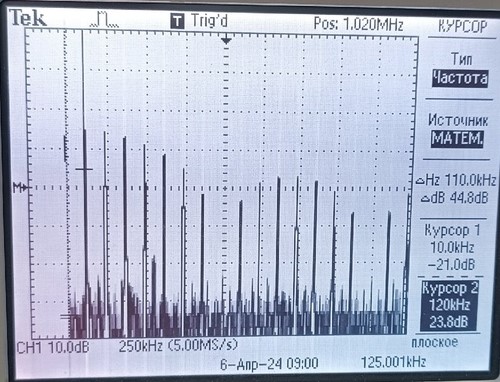 Tek T Trig'd Pos: 1.020MHz КУРСОР
Тип
Частота
Источник
МАТЕМ.
M
△Hz 110.0kHz
△dB 44.8dB
Курсор 1
10.0kHz
-21.0dB
Курсор 2
120kHz
23.8dB
CH1 10.0dB 250kHz (5.00MS/s) плоское
6-Апр-24 09:00 125.001kHz